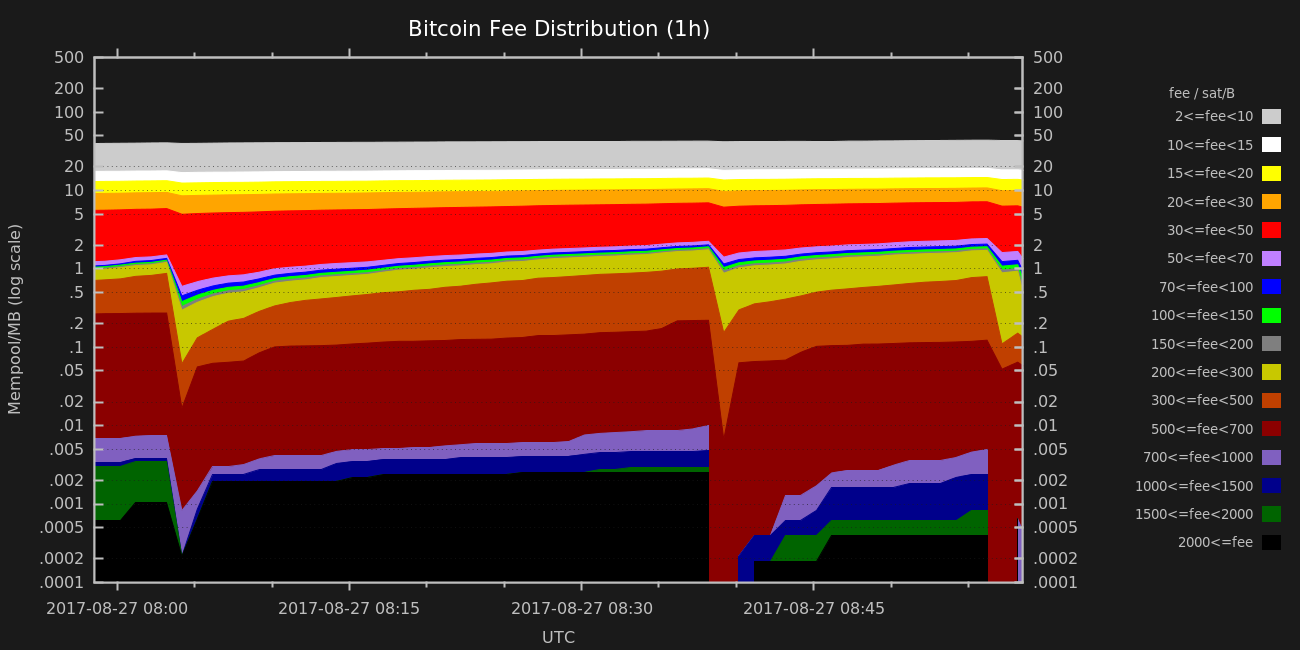 Bitcoin Fee Distribution (1h)
500 500
200 200
100 100
50 50
20 20
10 10
5 5
2 2
1 1
.5 .5
.2 .2
.1 .1
.05 .05
.02 .02
.01 .01
.005 .005
.002 .002
.001 .001
.0005 .0005
.0002 .0002
.0001 .0001
Mempool/MB (log scale)
2017-08-27 08:00 2017-08-27 08:15 2017-08-27 08:30 2017-08-27 08:45
UTC
fee / sat/B
2<=fee<10
10<=fee<15
15<=fee<20
20<=fee<30
30<=fee<50
50<=fee<70
70<=fee<100
100<=fee<150
150<=fee<200
200<=fee<300
300<=fee<500
500<=fee<700
700<=fee<1000
1000<=fee<1500
1500<=fee<2000
2000<=fee